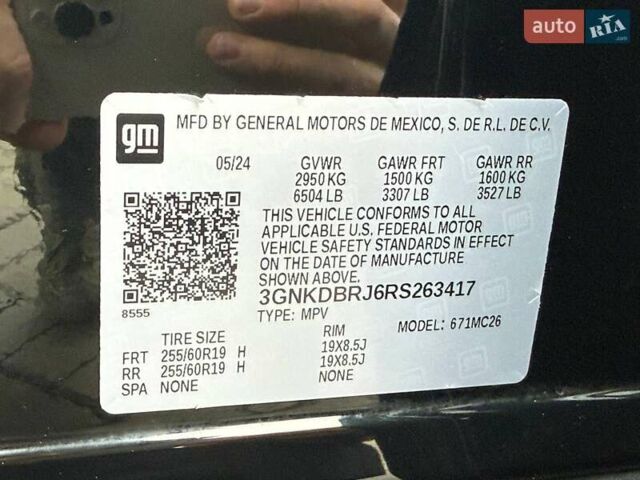 auto RIA.com
gm
MFD BY GENERAL MOTORS DE MEXICO, S. DE R.L. DE C.V.
05/24 GVWR GAWR FRT GAWR RR
2950 KG 1500 KG 1600 KG
6504 LB 3307 LB 3527 LB
THIS VEHICLE CONFORMS TO ALL
APPLICABLE U.S. FEDERAL MOTOR
VEHICLE SAFETY STANDARDS IN EFFECT
ON THE DATE OF MANUFACTURE
SHOWN ABOVE.
3GNKDBRJ6RS263417
8555
TYPE: MPV MODEL: 671MC26
TIRE SIZE RIM
FRT 255/60R19 H 19X8.5J
RR 255/60R19 H 19X8.5J
SPA NONE NONE